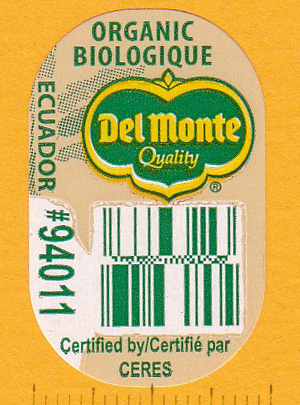 ORGANIC
BIOLOGIQUE
ECUADOR
Del Monte
Quality
®
#94011
Certified by/Certifié par
CERES